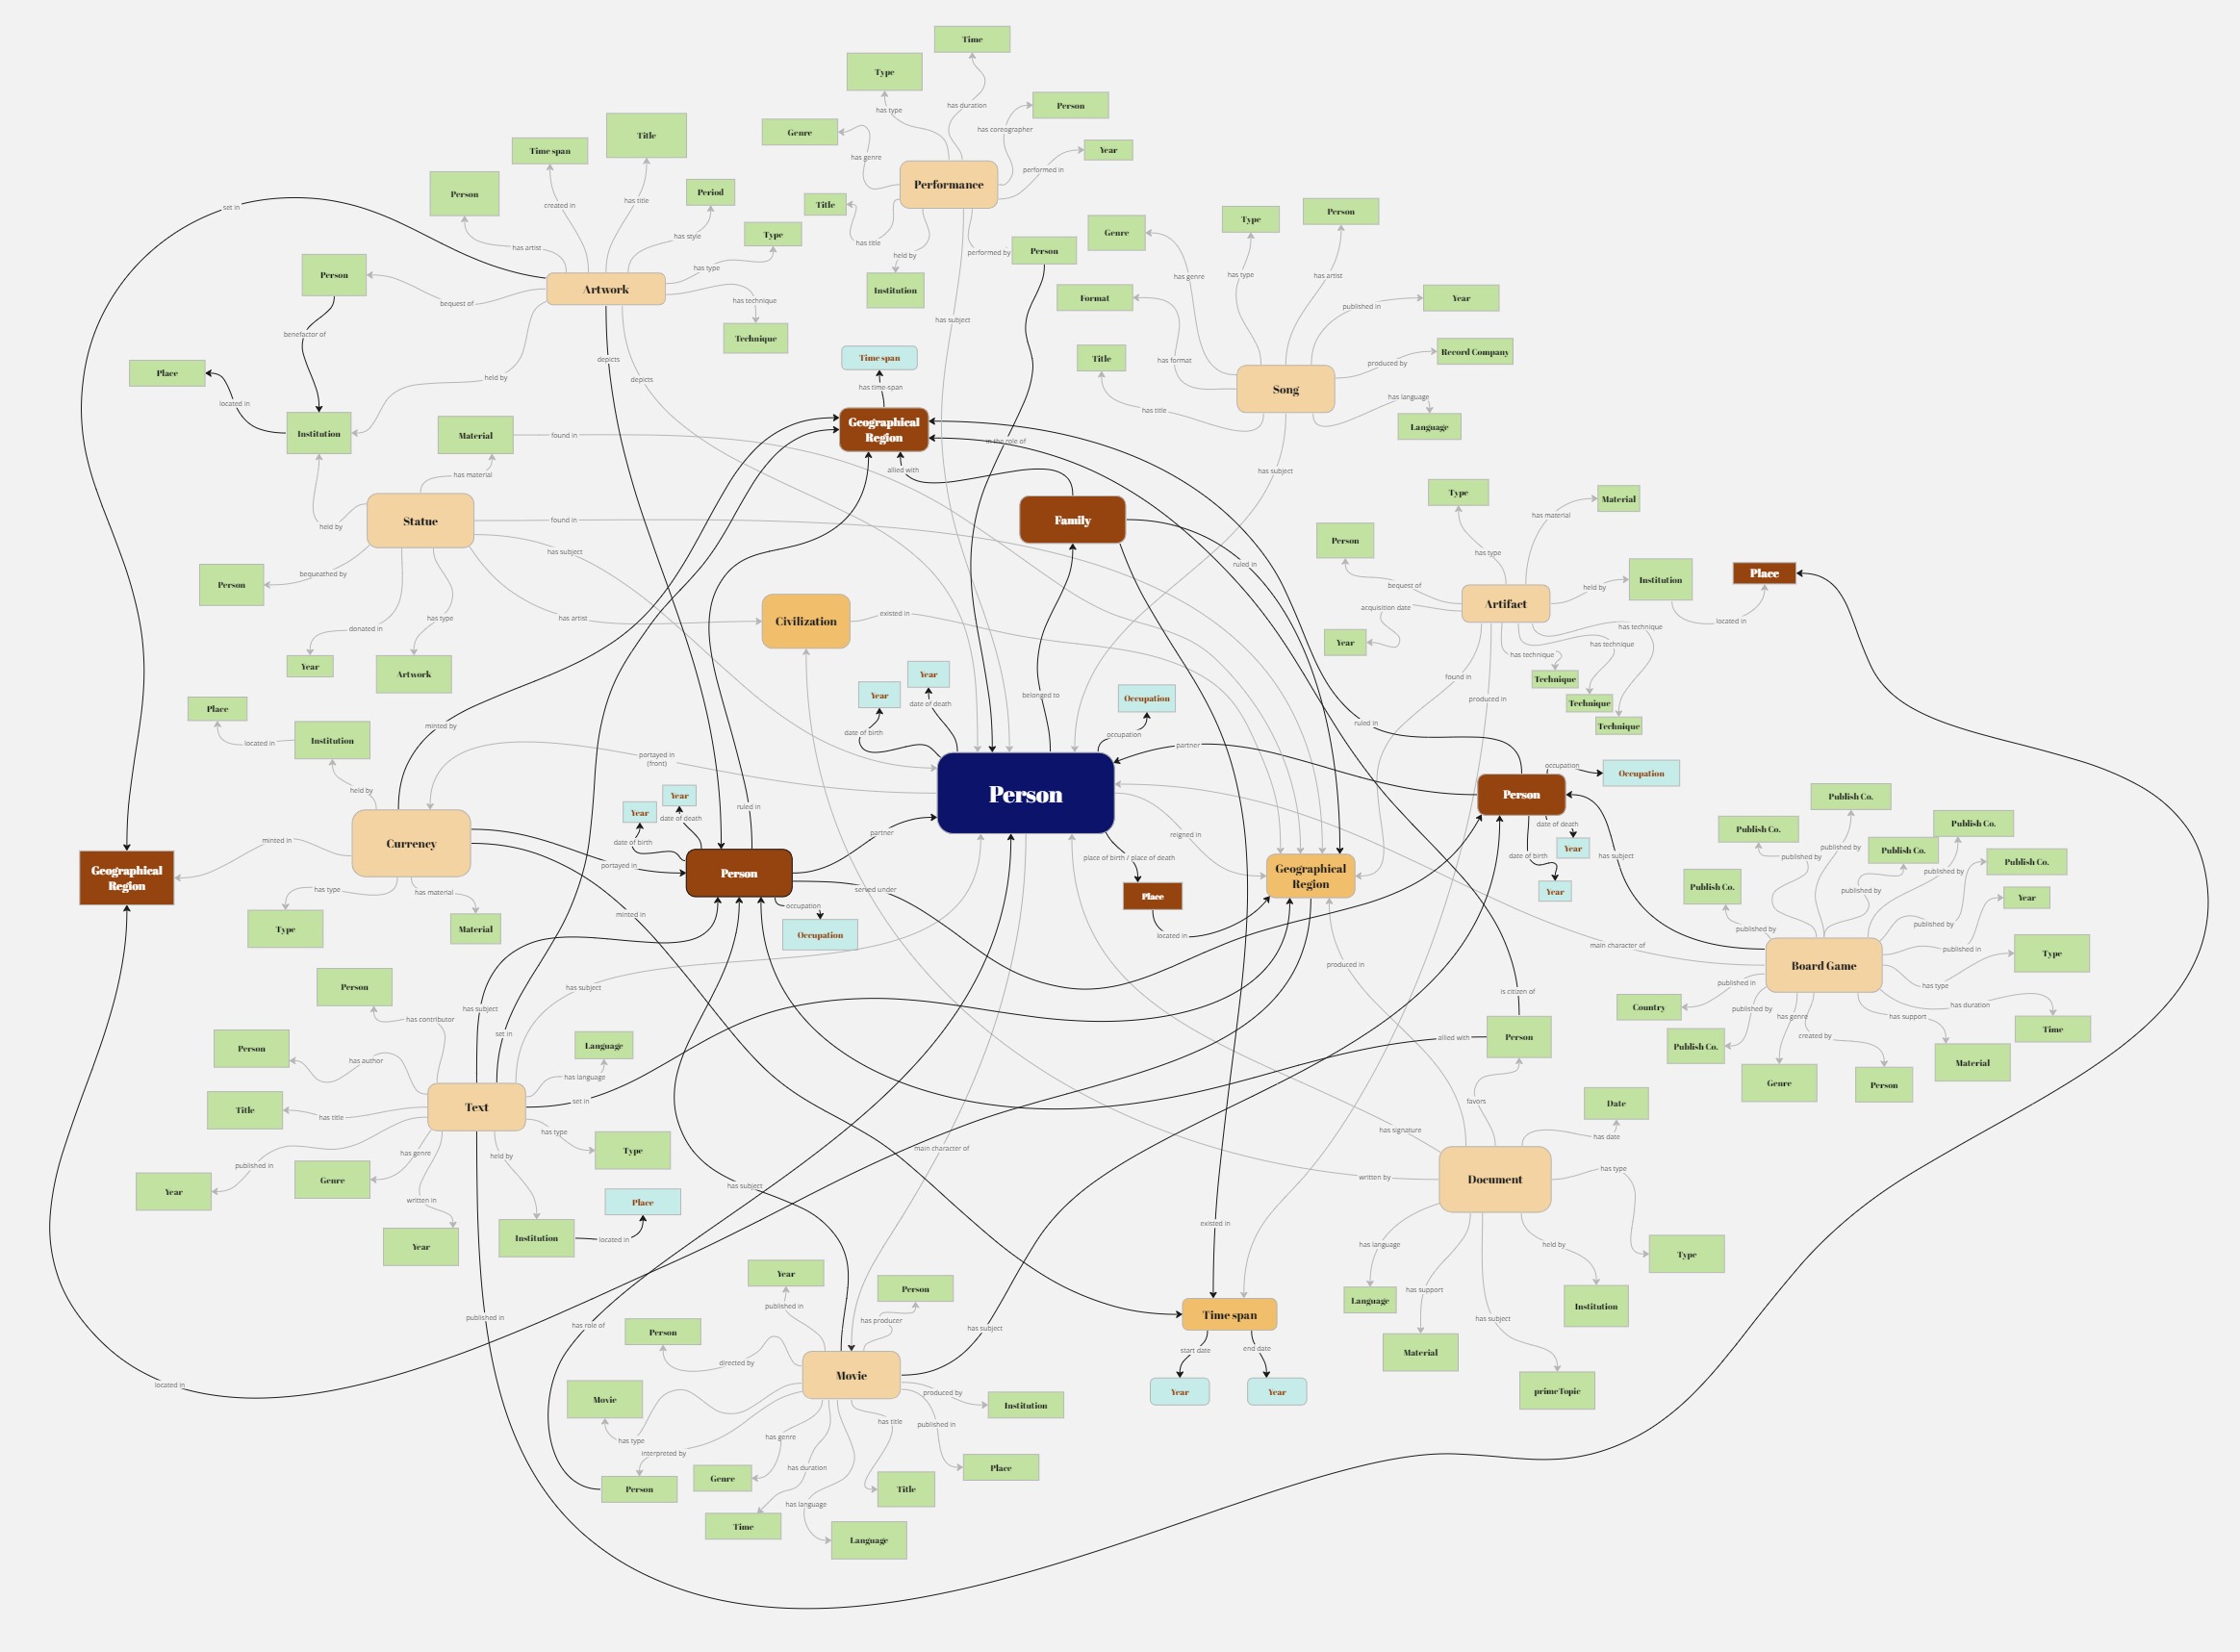 Time
Type
has duration
has type
Person
has coreographer
Genre
has genre
Year
performed in
Performance
Title
has title
held by
Institution
performed by
Person
has subject
in the role of
Title
Time span
Person
Period
Type
has title
created in
has artist
has style
has type
Artwork
has technique
Technique
set in
Person
bequest of
benefactor of
held by
Place
located in
Institution
depicts
depicts
Genre
Type
Person
has genre
has type
has artist
Format
has format
Year
published in
Record Company
produced by
Title
has title
Song
has language
Language
has subject
Time span
has time-span
Geographical
Region
allied with
Family
ruled in
Material
found in
has material
Statue
found in
held by
has subject
Person
bequeathed by
has artist
donated in
has type
Year
Artwork
Civilization
existed in
Type
Material
has material
Person
has type
bequest of
Institution
held by
Place
Artifact
acquisition date
located in
Year
has technique
has technique
has technique
Technique
Technique
Technique
found in
produced in
Place
located in
Institution
held by
minted by
portayed in
(front)
Year
Year
date of death
date of birth
belonged to
Occupation
occupation
Person
partner
ruled in
reigned in
place of birth / place of death
Place
located in
Geographical
Region
Person
occupation
Occupation
date of death
Year
date of birth
Year
has subject
Currency
minted in
Geographical
Region
has type
Type
has material
Material
portayed in
minted in
Year
Year
date of death
date of birth
ruled in
Person
partner
served under
occupation
Occupation
Publish Co.
Publish Co.
Publish Co.
Publish Co.
Publish Co.
Publish Co.
published by
published by
published by
published by
published by
published by
Year
published in
Board Game
main character of
Type
has type
has duration
Time
Country
published in
published by
Publish Co.
has genre
Genre
created by
Person
has support
Material
Person
has contributor
has subject
set in
has subject
Person
has author
Language
has language
Title
has title
Text
set in
published in
Year
has genre
Genre
written in
Year
has type
Type
held by
Institution
located in
Place
published in
located in
produced in
is citizen of
Person
allied with
favors
Date
has date
has signature
written by
Document
has type
Type
has language
Language
has support
Material
has subject
primeTopic
held by
Institution
main character of
has subject
has role of
has subject
existed in
Time span
start date
end date
Year
Year
Year
published in
Person
has producer
Person
directed by
Movie
Movie
has type
interpreted by
Person
has genre
Genre
has duration
Time
has language
Language
has title
Title
produced by
Institution
published in
Place